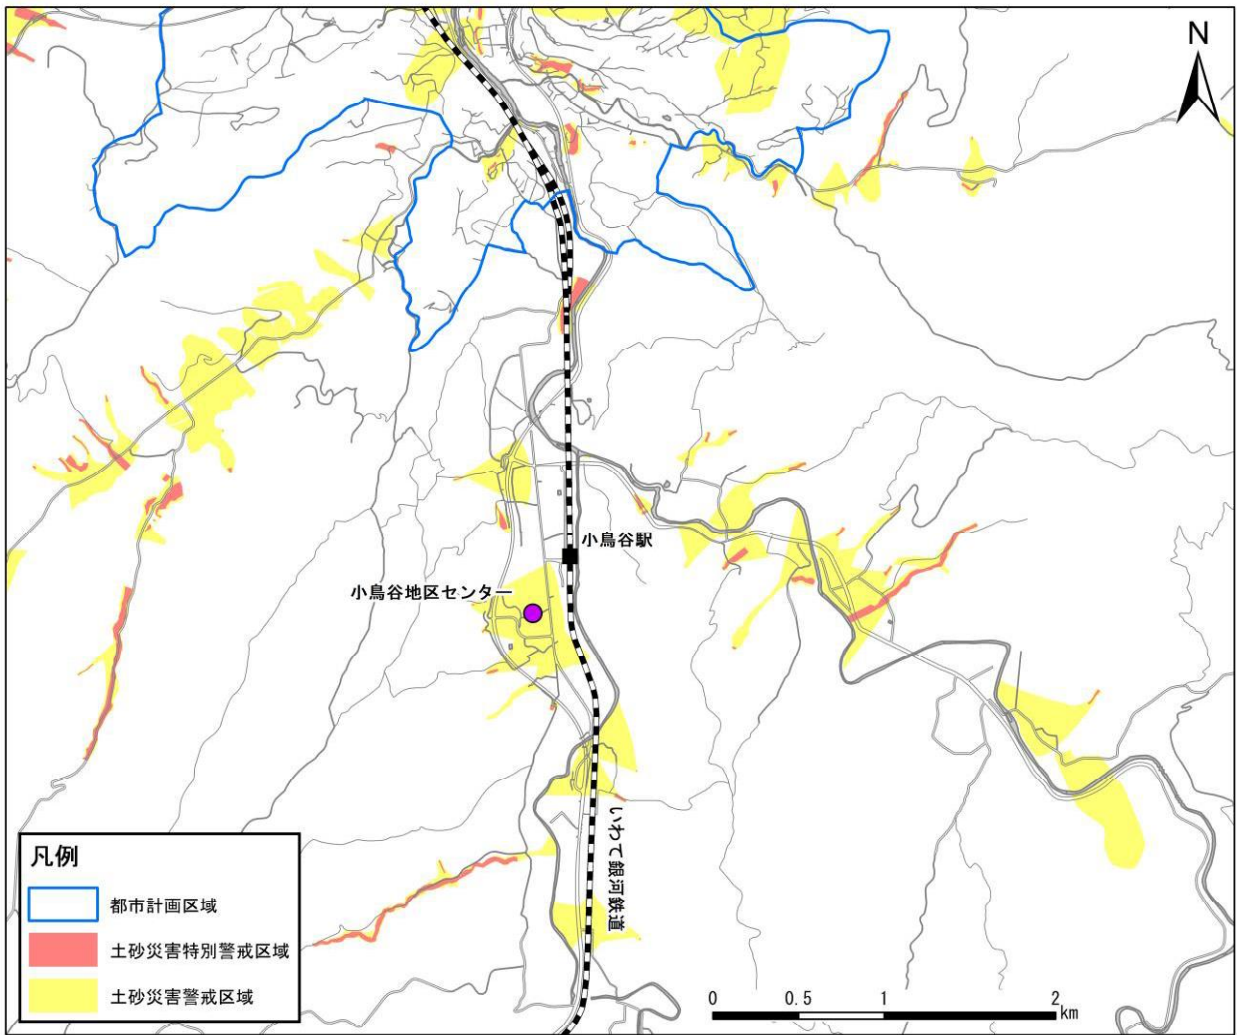 N
小鳥谷駅
小鳥谷地区センター
いわて銀河鉄道
凡例
都市計画区域
土砂災害特別警戒区域
土砂災害警戒区域
0 0.5 1 2
km